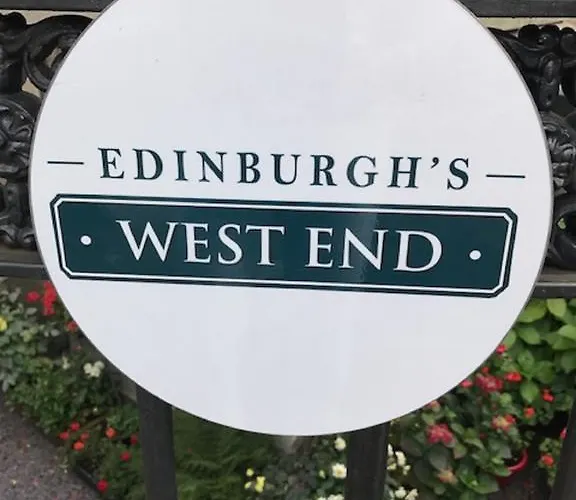 — EDINBURGH'S —
• WEST END •